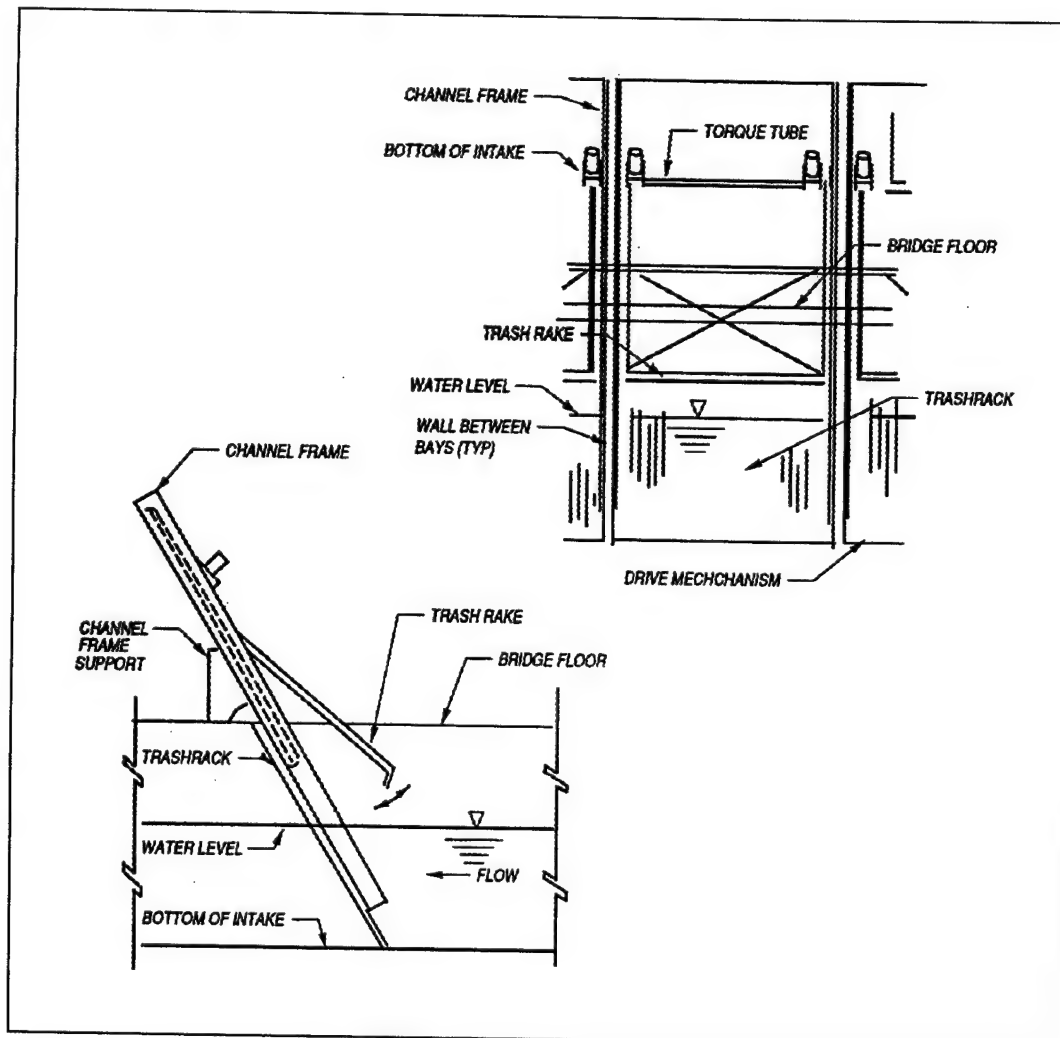 CHANNEL FRAME
TORQUE TUBE
BOTTOM OF INTAKE
BRIDGE FLOOR
TRASH RAKE
WATER LEVEL
TRASHRACK
WALL BETWEEN
BAYS (TYP)
DRIVE MECHCHANISM
CHANNEL FRAME
TRASH RAKE
CHANNEL
FRAME
SUPPORT
BRIDGE FLOOR
TRASHRACK
WATER LEVEL
FLOW
BOTTOM OF INTAKE